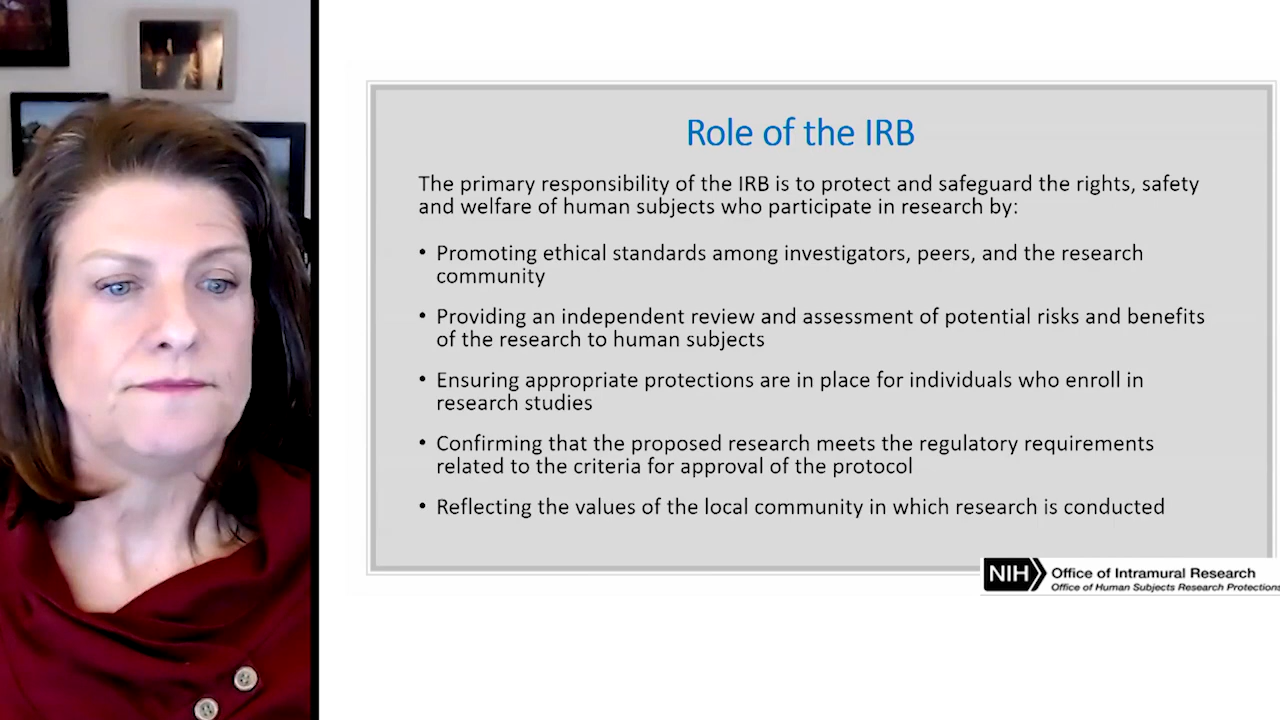 Role of the IRB
The primary responsibility of the IRB is to protect and safeguard the rights, safety
and welfare of human subjects who participate in research by:
• Promoting ethical standards among investigators, peers, and the research
community
• Providing an independent review and assessment of potential risks and benefits
of the research to human subjects
• Ensuring appropriate protections are in place for individuals who enroll in
research studies
• Confirming that the proposed research meets the regulatory requirements
related to the criteria for approval of the protocol
• Reflecting the values of the local community in which research is conducted
NIH Office of Intramural Research
Office of Human Subjects Research Protections